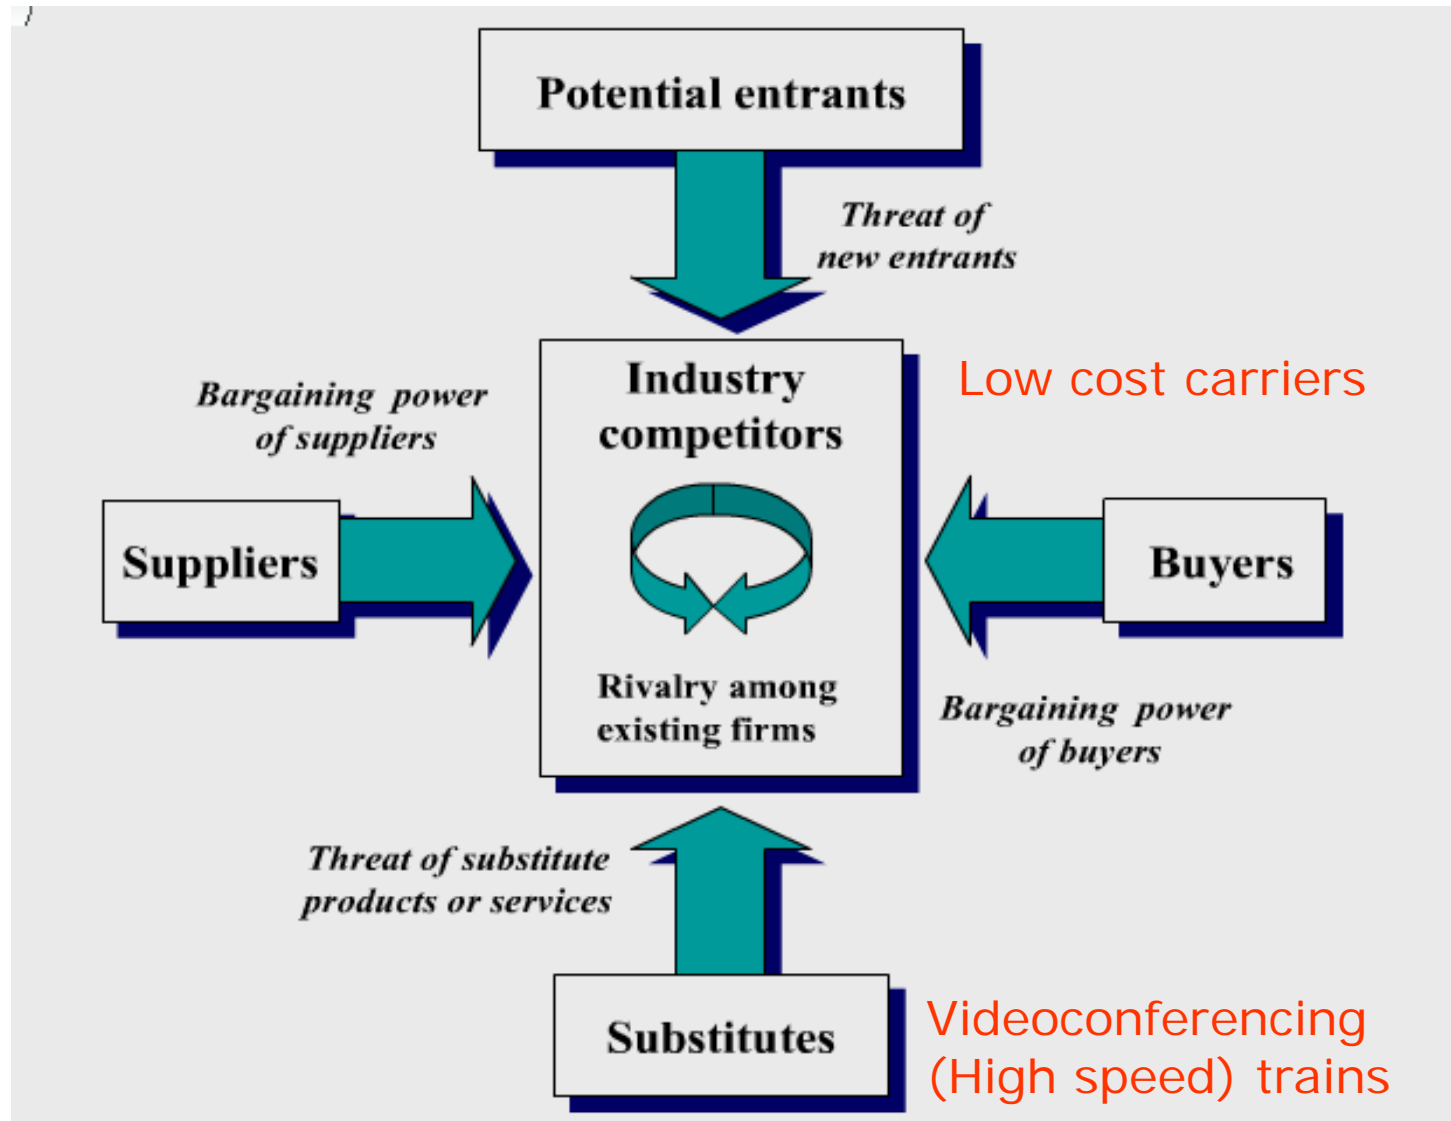 Potential entrants
Threat of
new entrants
Industry
competitors
Low cost carriers
Bargaining power
of suppliers
Suppliers
Buyers
Rivalry among
existing firms
Bargaining power
of buyers
Threat of substitute
products or services
Substitutes
Videoconferencing
(High speed) trains